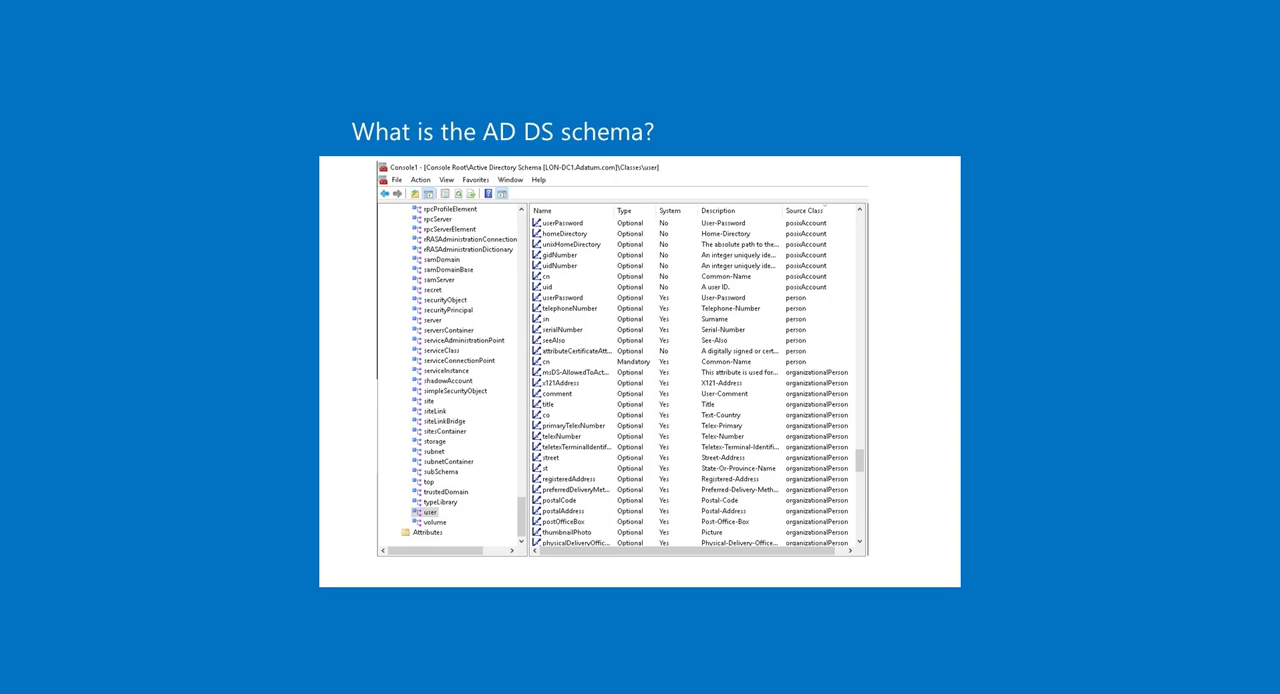 What is the AD DS schema?
Console1 - [Console Root\Active Directory Schema [LON-DC1.Adatum.com]\Classes\user]
File Action View Favorites Window Help
rpcProfileElement
rpcServer
rpcServerElement
rRASAdministrationConnection
rRASAdministrationDictionary
samDomain
samDomainBase
samServer
secret
securityObject
securityPrincipal
server
serversContainer
serviceAdministrationPoint
serviceClass
serviceConnectionPoint
serviceInstance
shadowAccount
simpleSecurityObject
site
siteLink
siteLinkBridge
sitesContainer
storage
subnet
subnetContainer
subSchema
top
trustedDomain
typeLibrary
user
volume
Attributes
Name Type System Description Source Class
userPassword Optional No User-Password posixAccount
homeDirectory Optional No Home-Directory posixAccount
unixHomeDirectory Optional No The absolute path to the... posixAccount
gidNumber Optional No An integer uniquely ide... posixAccount
uidNumber Optional No An integer uniquely ide... posixAccount
cn Optional No Common-Name posixAccount
uid Optional No A user ID. posixAccount
userPassword Optional Yes User-Password person
telephoneNumber Optional Yes Telephone-Number person
sn Optional Yes Surname person
serialNumber Optional Yes Serial-Number person
seeAlso Optional Yes See-Also person
attributeCertificateAtt... Optional No A digitally signed or cert... person
cn Mandatory Yes Common-Name person
msDS-AllowedToAct... Optional Yes This attribute is used for... organizationalPerson
x121Address Optional Yes X121-Address organizationalPerson
comment Optional Yes User-Comment organizationalPerson
title Optional Yes Title organizationalPerson
co Optional Yes Text-Country organizationalPerson
primaryTelexNumber Optional Yes Telex-Primary organizationalPerson
telexNumber Optional Yes Telex-Number organizationalPerson
teletexTerminalIdentif... Optional Yes Teletex-Terminal-Identifi... organizationalPerson
street Optional Yes Street-Address organizationalPerson
st Optional Yes State-Or-Province-Name organizationalPerson
registeredAddress Optional Yes Registered-Address organizationalPerson
preferredDeliveryMet... Optional Yes Preferred-Delivery-Meth... organizationalPerson
postalCode Optional Yes Postal-Code organizationalPerson
postalAddress Optional Yes Postal-Address organizationalPerson
postOfficeBox Optional Yes Post-Office-Box organizationalPerson
thumbnailPhoto Optional Yes Picture organizationalPerson
physicalDeliveryOffic... Optional Yes Physical-Delivery-Office... organizationalPerson